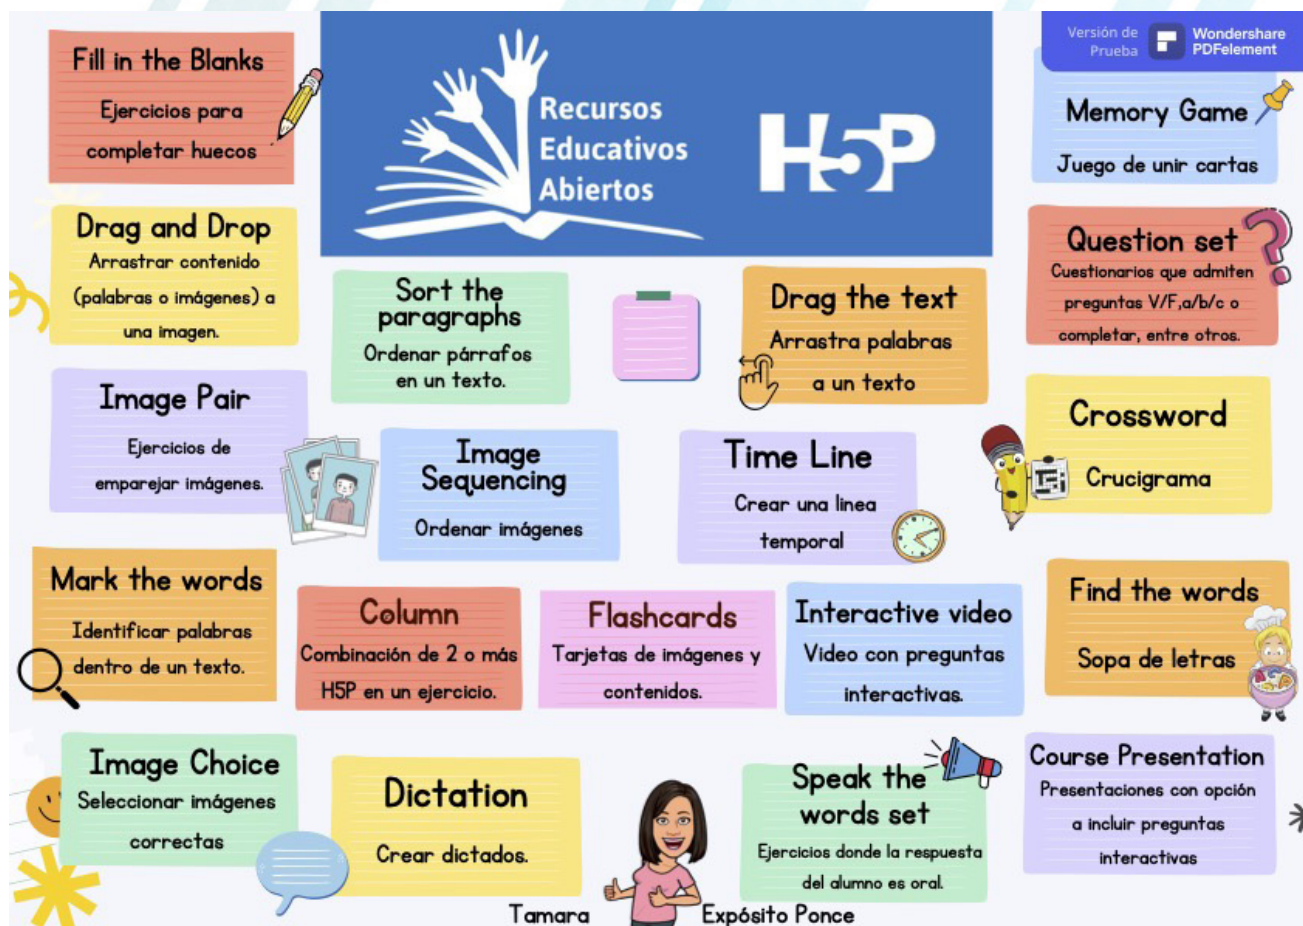 Fill in the Blanks
Ejercicios para
completar huecos
Recursos
Educativos
Abiertos
H5P
Versión de
Prueba
Wondershare
PDFelement
Memory Game
Juego de unir cartas
Drag and Drop
Arrastrar contenido
(palabras o imágenes) a
una imagen.
Sort the
paragraphs
Ordenar párrafos
en un texto.
Drag the text
Arrastra palabras
a un texto
Question set
Cuestionarios que admiten
preguntas V/F,a/b/c o
completar, entre otros.
Image Pair
Ejercicios de
emparejar imágenes.
Image
Sequencing
Ordenar imágenes
Time Line
Crear una linea
temporal
Crossword
Crucigrama
Mark the words
Identificar palabras
dentro de un texto.
Column
Combinación de 2 o más
H5P en un ejercicio.
Flashcards
Tarjetas de imágenes y
contenidos.
Interactive video
Video con preguntas
interactivas.
Find the words
Sopa de letras
Image Choice
Seleccionar imágenes
correctas
Dictation
Crear dictados.
Speak the
words set
Ejercicios donde la respuesta
del alumno es oral.
Course Presentation
Presentaciones con opción
a incluir preguntas
interactivas
Tamara Expósito Ponce